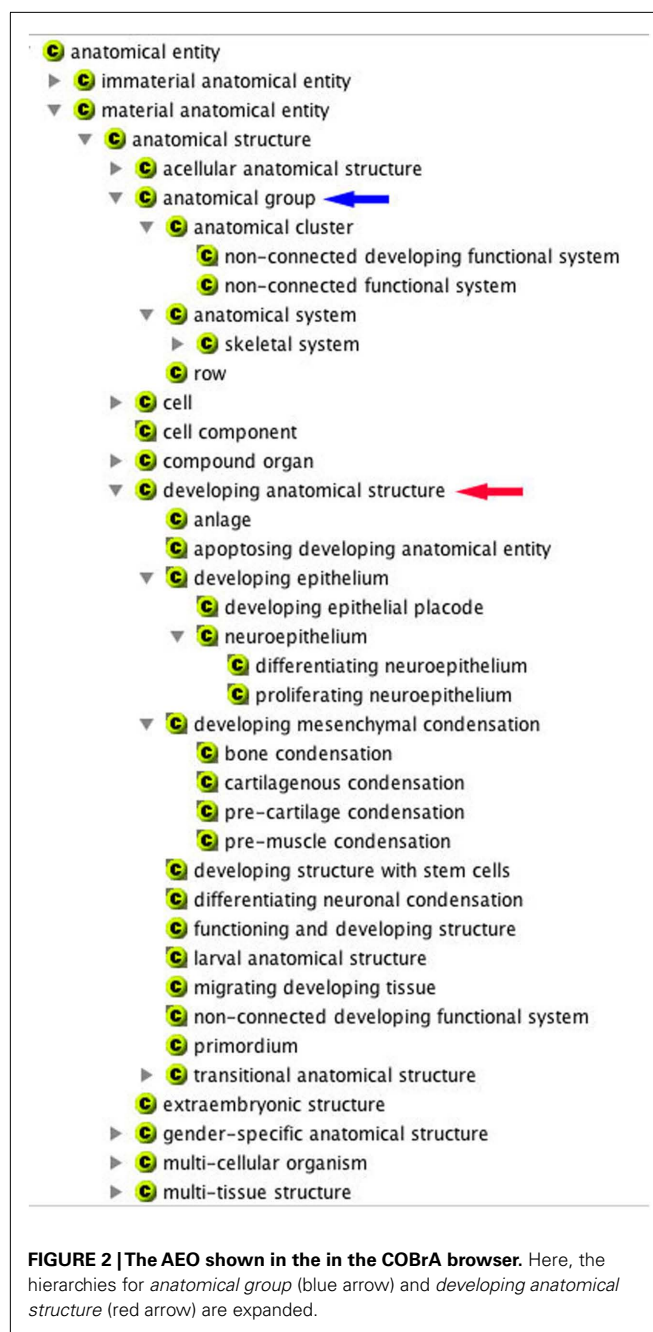 anatomical entity
immaterial anatomical entity
material anatomical entity
anatomical structure
acellular anatomical structure
anatomical group
anatomical cluster
non-connected developing functional system
non-connected functional system
anatomical system
skeletal system
row
cell
cell component
compound organ
developing anatomical structure
anlage
apoptosing developing anatomical entity
developing epithelium
developing epithelial placode
neuroepithelium
differentiating neuroepithelium
proliferating neuroepithelium
developing mesenchymal condensation
bone condensation
cartilagenous condensation
pre-cartilage condensation
pre-muscle condensation
developing structure with stem cells
differentiating neuronal condensation
functioning and developing structure
larval anatomical structure
migrating developing tissue
non-connected developing functional system
primordium
transitional anatomical structure
extraembryonic structure
gender-specific anatomical structure
multi-cellular organism
multi-tissue structure
FIGURE 2 | The AEO shown in the in the COBrA browser. Here, the
hierarchies for anatomical group (blue arrow) and developing anatomical
structure (red arrow) are expanded.